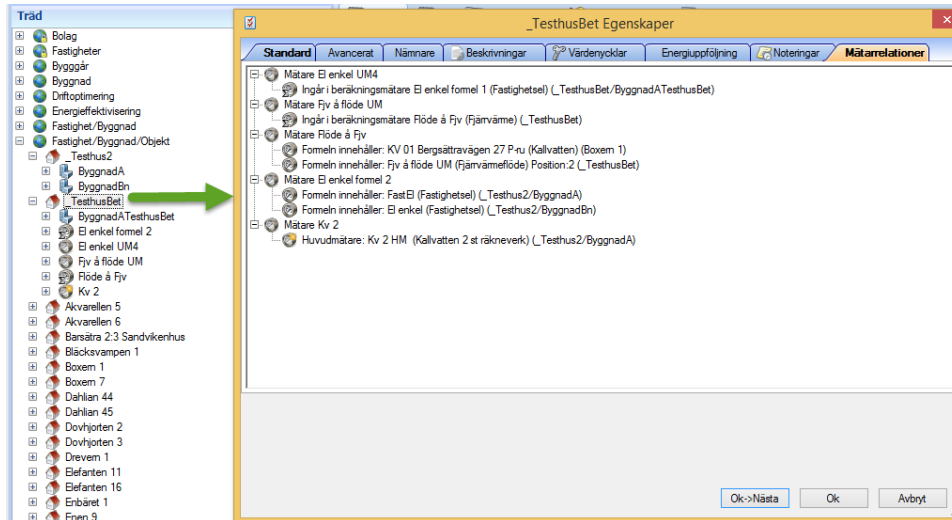 Träd
Bolag
Fastigheter
Bygggår
Byggnad
Driftoptimering
Energieffektivisering
Fastighet/Byggnad
Fastighet/Byggnad/Objekt
_Testhus2
ByggnadA
ByggnadBn
_TesthusBet
ByggnadATesthusBet
El enkel formel 2
El enkel UM4
Fjv å flöde UM
Flöde å Fjv
Kv 2
Akvarellen 5
Akvarellen 6
Barsätra 2:3 Sandvikenhus
Bläcksvampen 1
Boxern 1
Boxern 7
Dahlian 44
Dahlian 45
Dovhjorten 2
Dovhjorten 3
Drevern 1
Elefanten 11
Elefanten 16
Enbäret 1
Enen 9
_TesthusBet Egenskaper
Standard Avancerat Nämnare Beskrivningar Värdenycklar Energiuppföljning Noteringar Mätarrelationer
Mätare El enkel UM4
Ingår i beräkningsmätare El enkel formel 1 (Fastighetsel) (_TesthusBet/ByggnadATesthusBet)
Mätare Fjv å flöde UM
Ingår i beräkningsmätare Flöde å Fjv (Fjärrvärme) (_TesthusBet)
Mätare Flöde å Fjv
Formeln innehåller: KV 01 Bergsättravägen 27 P-ru (Kallvatten) (Boxern 1)
Formeln innehåller: Fjv å flöde UM (Fjärrvärmeflöde) Position:2 (_TesthusBet)
Mätare El enkel formel 2
Formeln innehåller: FastEl (Fastighetsel) (_Testhus2/ByggnadA)
Formeln innehåller: El enkel (Fastighetsel) (_Testhus2/ByggnadBn)
Mätare Kv 2
Huvudmätare: Kv 2 HM (Kallvatten 2 st räkneverk) (_Testhus2/ByggnadA)
Ok->Nästa Ok Avbryt